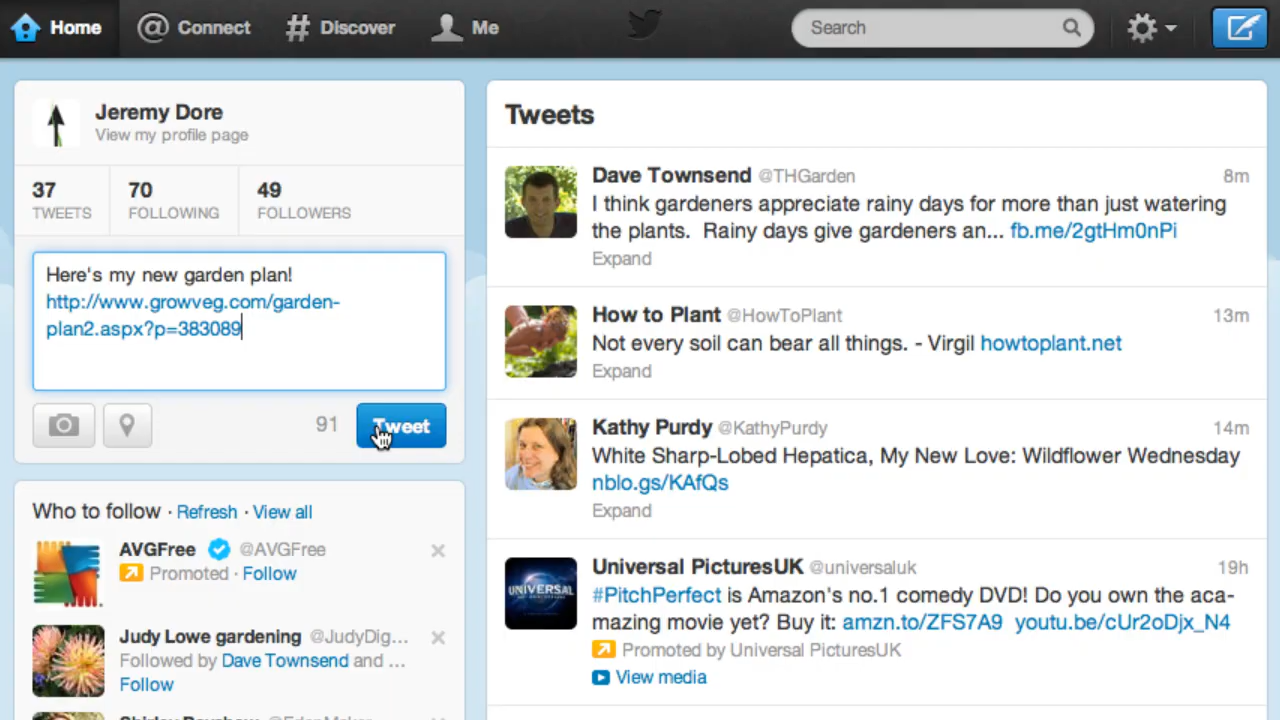 Home
Connect
Discover
Me
Search
Jeremy Dore
View my profile page
37
TWEETS
70
FOLLOWING
49
FOLLOWERS
Here's my new garden plan!
http://www.growveg.com/garden-
plan2.aspx?p=383089
91
Tweet
Who to follow · Refresh · View all
AVGFree @AVGFree
Promoted · Follow
Judy Lowe gardening @JudyDig...
Followed by Dave Townsend and ...
Follow
Tweets
Dave Townsend @THGarden 8m
I think gardeners appreciate rainy days for more than just watering
the plants. Rainy days give gardeners an... fb.me/2gtHm0nPi
Expand
How to Plant @HowToPlant 13m
Not every soil can bear all things. - Virgil howtoplant.net
Expand
Kathy Purdy @KathyPurdy 14m
White Sharp-Lobed Hepatica, My New Love: Wildflower Wednesday
nblo.gs/KAfQs
Expand
UNIVERSAL
Universal PicturesUK @universaluk 19h
#PitchPerfect is Amazon's no.1 comedy DVD! Do you own the aca-
mazing movie yet? Buy it: amzn.to/ZFS7A9 youtu.be/cUr2oDjx_N4
Promoted by Universal PicturesUK
View media